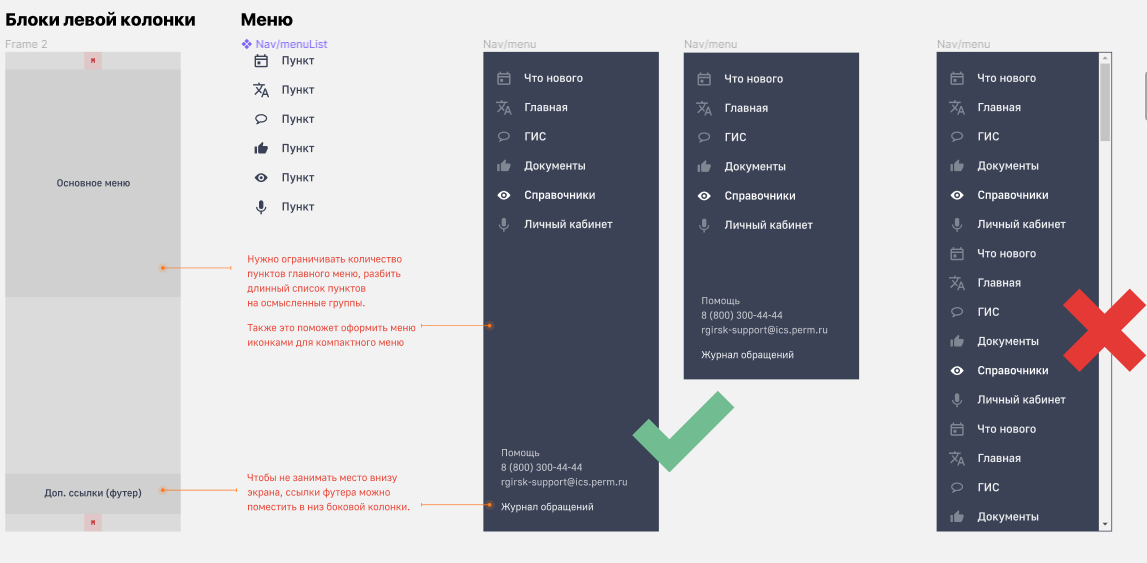 Блоки левой колонки
Меню
Frame 2
Nav/menuList
Nav/menu
Nav/menu
Nav/menu
м
Основное меню
Доп. ссылки (футер)
м
Пункт
Пункт
Пункт
Пункт
Пункт
Пункт
Нужно ограничивать количество
пунктов главного меню, разбить
длинный список пунктов
на осмысленные группы.
Также это поможет оформить меню
иконками для компактного меню
Чтобы не занимать место внизу
экрана, ссылки футера можно
поместить в низ боковой колонки.
Что нового
Главная
ГИС
Документы
Справочники
Личный кабинет
Помощь
8 (800) 300-44-44
rgirsk-support@ics.perm.ru
Журнал обращений
Что нового
Главная
ГИС
Документы
Справочники
Личный кабинет
Помощь
8 (800) 300-44-44
rgirsk-support@ics.perm.ru
Журнал обращений
Что нового
Главная
ГИС
Документы
Справочники
Личный кабинет
Что нового
Главная
ГИС
Документы
Справочники
Личный кабинет
Что нового
Главная
ГИС
Документы